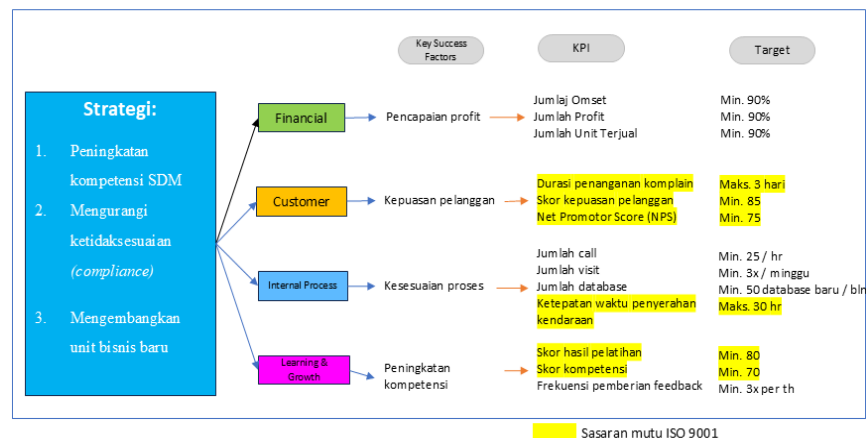 Key Success Factors
KPI
Target
Strategi:
1. Peningkatan
kompetensi SDM
2. Mengurangi
ketidaksesuaian
(compliance)
3. Mengembangkan
unit bisnis baru
Financial
Pencapaian profit
Jumlaj Omset
Min. 90%
Jumlah Profit
Min. 90%
Jumlah Unit Terjual
Min. 90%
Customer
Kepuasan pelanggan
Durasi penanganan komplain
Maks. 3 hari
Skor kepuasan pelanggan
Min. 85
Net Promotor Score (NPS)
Min. 75
Internal Process
Kesesuaian proses
Jumlah call
Min. 25 / hr
Jumlah visit
Min. 3x / minggu
Jumlah database
Min. 50 database baru / bln
Ketepatan waktu penyerahan
kendaraan
Maks. 30 hr
Learning &
Growth
Peningkatan
kompetensi
Skor hasil pelatihan
Min. 80
Skor kompetensi
Min. 70
Frekuensi pemberian feedback
Min. 3x per th
Sasaran mutu ISO 9001